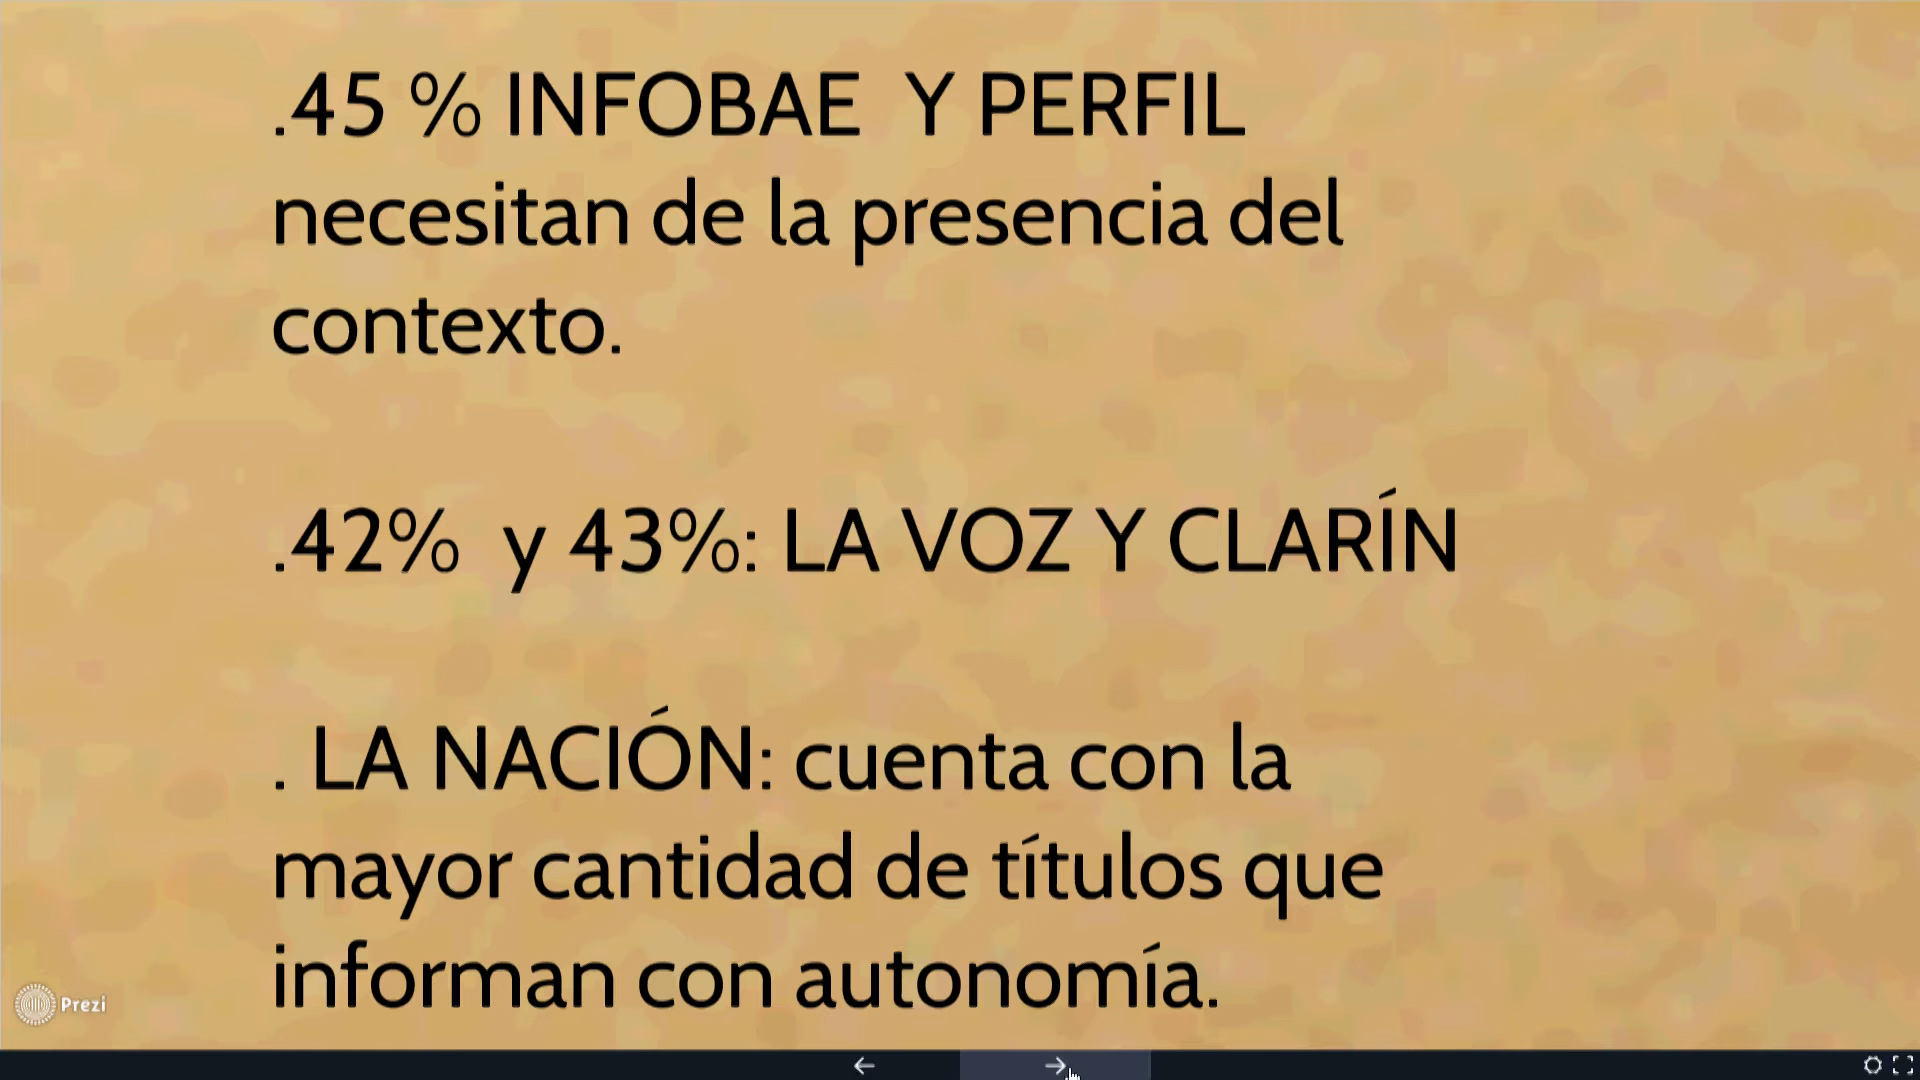 .45 % INFOBAE  Y PERFIL
necesitan de la presencia del
contexto.
.42%  y 43%: LA VOZ Y CLARÍN
. LA NACIÓN: cuenta con la
mayor cantidad de títulos que
informan con autonomía.
Prezi